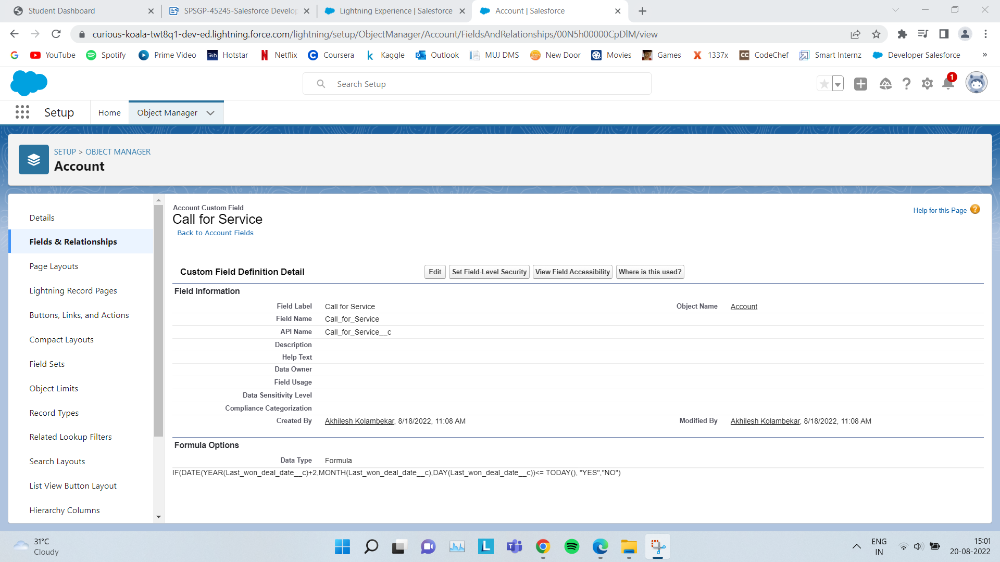 Student Dashboard
SPSGP-45245-Salesforce Develop
Lightning Experience | Salesforce
Account | Salesforce
curious-koala-twt8q1-dev-ed.lightning.force.com/lightning/setup/ObjectManager/Account/FieldsAndRelationships/00N5h00000CpDlM/view
YouTube
Spotify
Prime Video
Hotstar
Netflix
Coursera
Kaggle
Outlook
MUJ DMS
New Door
Movies
Games
1337x
CodeChef
Smart Internz
Developer Salesforce
»
Search Setup
1
Setup
Home
Object Manager
SETUP > OBJECT MANAGER
Account
Details
Fields & Relationships
Page Layouts
Lightning Record Pages
Buttons, Links, and Actions
Compact Layouts
Field Sets
Object Limits
Record Types
Related Lookup Filters
Search Layouts
List View Button Layout
Hierarchy Columns
Account Custom Field
Call for Service
Back to Account Fields
Help for this Page
Custom Field Definition Detail
Edit
Set Field-Level Security
View Field Accessibility
Where is this used?
Field Information
Field Label Call for Service Object Name Account
Field Name Call_for_Service
API Name Call_for_Service__c
Description
Help Text
Data Owner
Field Usage
Data Sensitivity Level
Compliance Categorization
Created By Akhilesh Kolambekar, 8/18/2022, 11:08 AM Modified By Akhilesh Kolambekar, 8/18/2022, 11:08 AM
Formula Options
Data Type Formula
IF(DATE(YEAR(Last_won_deal_date__c)+2,MONTH(Last_won_deal_date__c),DAY(Last_won_deal_date__c))<= TODAY(), "YES","NO")
31°C
Cloudy
ENG
IN
15:01
20-08-2022